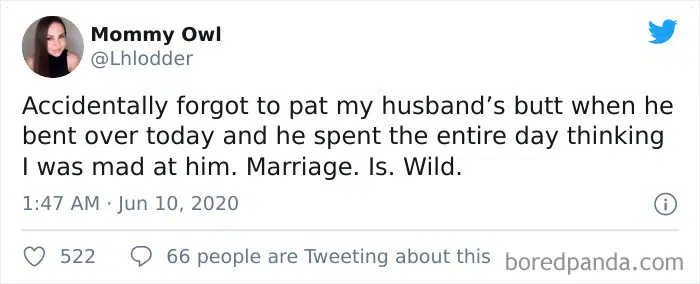 Mommy Owl
@Lhlodder
Accidentally forgot to pat my husband’s butt when he
bent over today and he spent the entire day thinking
I was mad at him. Marriage. Is. Wild.
1:47 AM · Jun 10, 2020
522 66 people are Tweeting about this
boredpanda.com